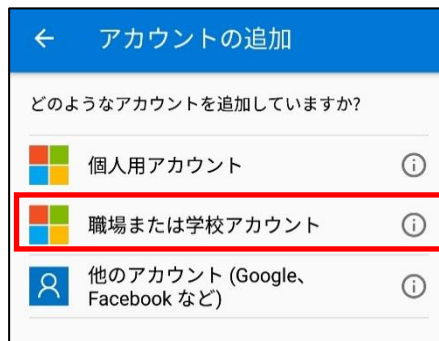 アカウントの追加
どのようなアカウントを追加していますか?
個人用アカウント
職場または学校アカウント
他のアカウント (Google、
Facebook など)